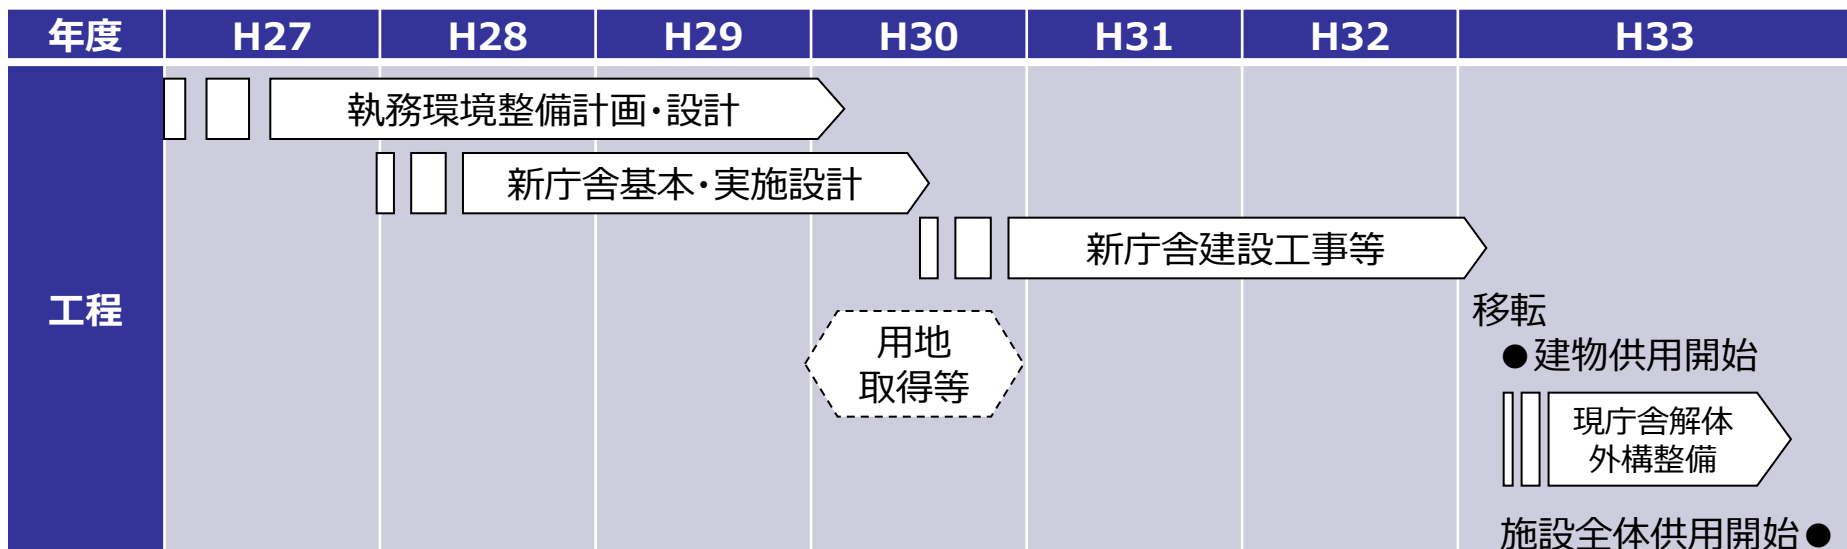 年度 H27 H28 H29 H30 H31 H32 H33
執務環境整備計画・設計
新庁舎基本・実施設計
新庁舎建設工事等
工程
移転
用地
取得等
●建物供用開始
現庁舎解体
外構整備
施設全体供用開始●